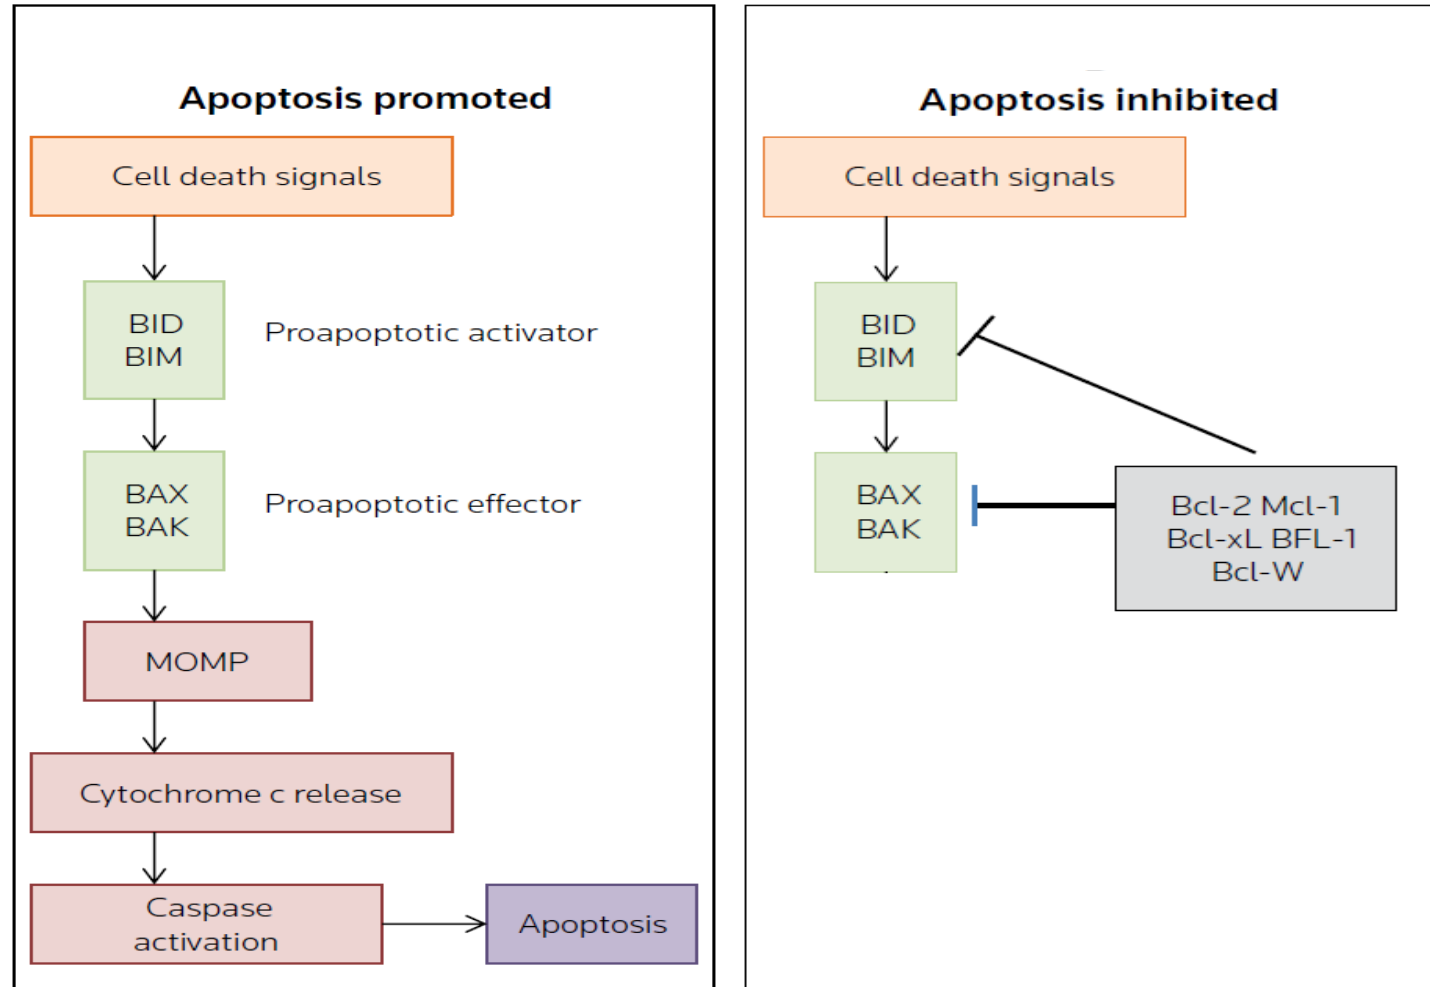 Apoptosis promoted
Cell death signals
BID
BIM
Proapoptotic activator
BAX
BAK
Proapoptotic effector
MOMP
Cytochrome c release
Caspase
activation
Apoptosis
Apoptosis inhibited
Cell death signals
BID
BIM
BAX
BAK
Bcl-2 Mcl-1
Bcl-xL BFL-1
Bcl-W